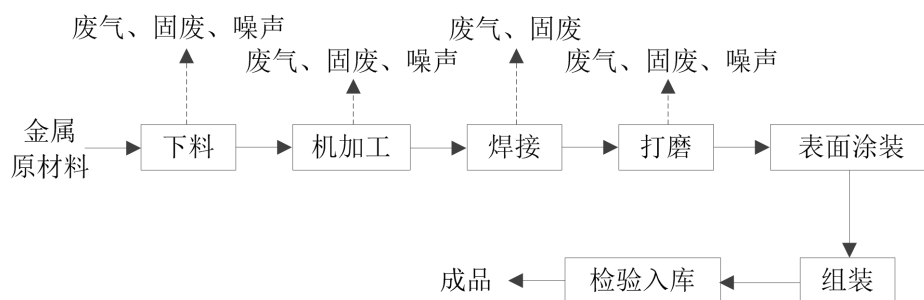 废气、固废、噪声
废气、固废
废气、固废、噪声
废气、固废、噪声
金属
原材料
下料
机加工
焊接
打磨
表面涂装
组装
检验入库
成品